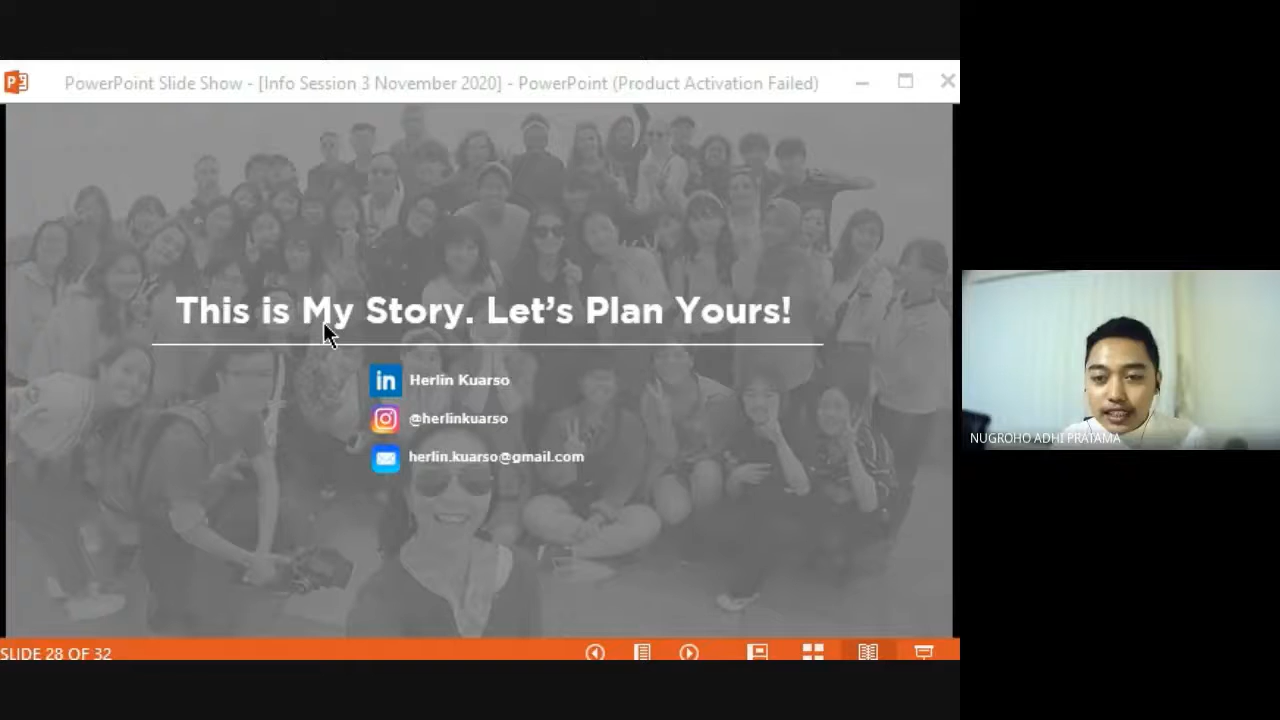 PowerPoint Slide Show - [Info Session 3 November 2020] - PowerPoint (Product Activation Failed)
This is My Story. Let's Plan Yours!
in Herlin Kuarso
@herlinkuarso
herlin.kuarso@gmail.com
NUGROHO ADHI PRATAMA
SLIDE 28 OF 32